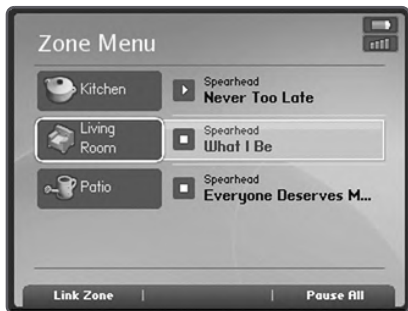 Zone Menu
Kitchen
Spearhead
Never Too Late
Living
Room
Spearhead
What I Be
Patio
Spearhead
Everyone Deserves M...
Link Zone
Pause All